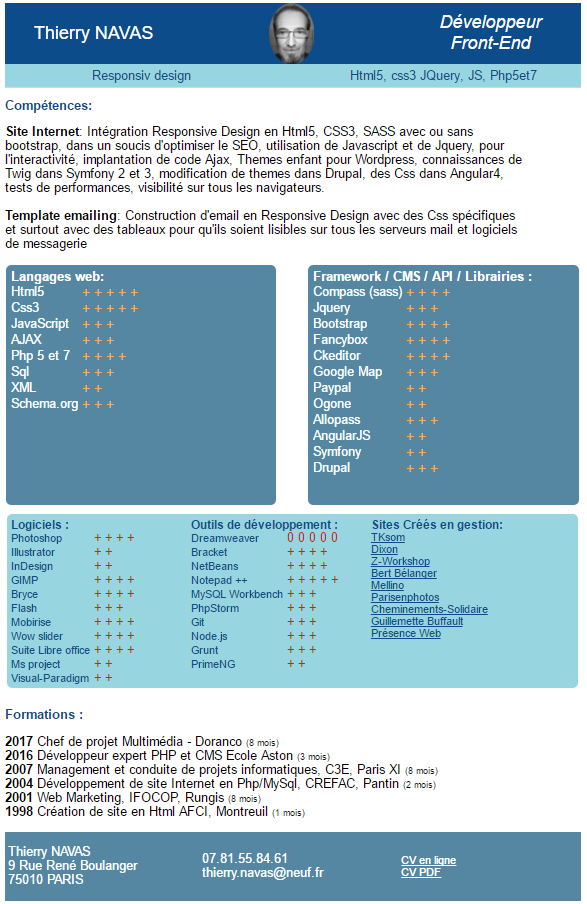 Thierry NAVAS
Développeur
Front-End
Responsiv design
Html5, css3 JQuery, JS, Php5et7
Compétences:
Site Internet: Intégration Responsive Design en Html5, CSS3, SASS avec ou sans
bootstrap, dans un soucis d'optimiser le SEO, utilisation de Javascript et de Jquery, pour
l'interactivité, implantation de code Ajax, Themes enfant pour Wordpress, connaissances de
Twig dans Symfony 2 et 3, modification de themes dans Drupal, des Css dans Angular4,
tests de performances, visibilité sur tous les navigateurs.
Template emailing: Construction d'email en Responsive Design avec des Css spécifiques
et surtout avec des tableaux pour qu'ils soient lisibles sur tous les serveurs mail et logiciels
de messagerie
Langages web:
Html5 + + + + +
Css3 + + + + +
JavaScript + + +
AJAX + + +
Php 5 et 7 + + + +
Sql + + +
XML + +
Schema.org + + +
Framework / CMS / API / Librairies :
Compass (sass) + + + +
Jquery + + +
Bootstrap + + + +
Fancybox + + + +
Ckeditor + + + +
Google Map + + +
Paypal + +
Ogone + +
Allopass + + +
AngularJS + +
Symfony + +
Drupal + + +
Logiciels :
Photoshop + + + +
Illustrator + +
InDesign + +
GIMP + + + +
Bryce + + + +
Flash + + +
Mobirise + + + +
Wow slider + + + +
Suite Libre office + + + +
Ms project + +
Visual-Paradigm + +
Outils de développement :
Dreamweaver 0 0 0 0 0
Bracket + + + +
NetBeans + + + +
Notepad ++ + + + + +
MySQL Workbench + + +
PhpStorm + + +
Git + + +
Node.js + + +
Grunt + + +
PrimeNG + +
Sites Créés en gestion:
TKsom
Dixon
Z-Workshop
Bert Bélanger
Mellino
Parisenphotos
Cheminements-Solidaire
Guillemette Buffault
Présence Web
Formations :
2017 Chef de projet Multimédia - Doranco (8 mois)
2016 Développeur expert PHP et CMS Ecole Aston (3 mois)
2007 Management et conduite de projets informatiques, C3E, Paris XI (8 mois)
2004 Développement de site Internet en Php/MySql, CREFAC, Pantin (2 mois)
2001 Web Marketing, IFOCOP, Rungis (8 mois)
1998 Création de site en Html AFCI, Montreuil (1 mois)
Thierry NAVAS
9 Rue René Boulanger
75010 PARIS
07.81.55.84.61
thierry.navas@neuf.fr
CV en ligne
CV PDF